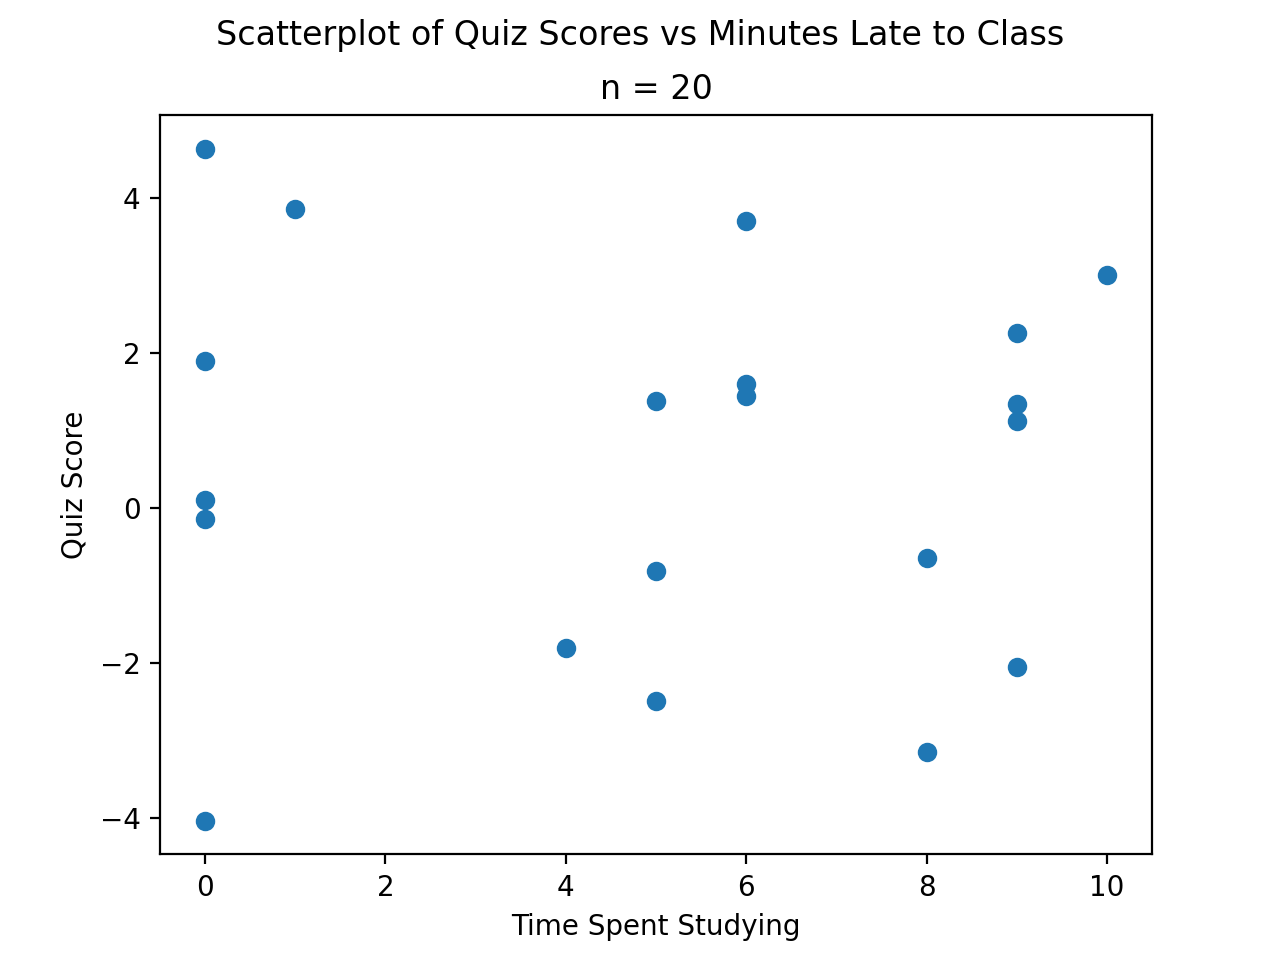 Scatterplot of Quiz Scores vs Minutes Late to Class
n = 20
4
2
0
−2
−4
Quiz Score
0 2 4 6 8 10
Time Spent Studying